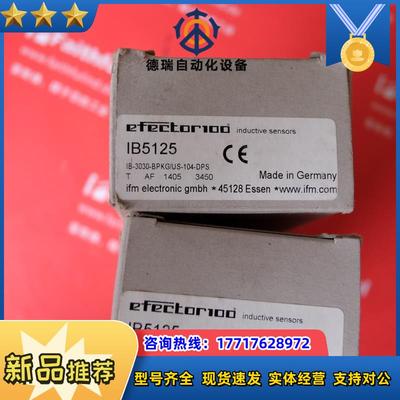 德瑞自动化设备
efector100 inductive sensors
IB5125
IB-3030-BPKG/US-104-DPS
T AF 1405 3450
CE
Made in Germany
ifm electronic gmbh ★ 45128 Essen ★ www.ifm.com
efector100 inductive sensors
IB5125
咨询热线：17717628972
新品推荐
型号齐全 现货速发 实体经营 支持对公